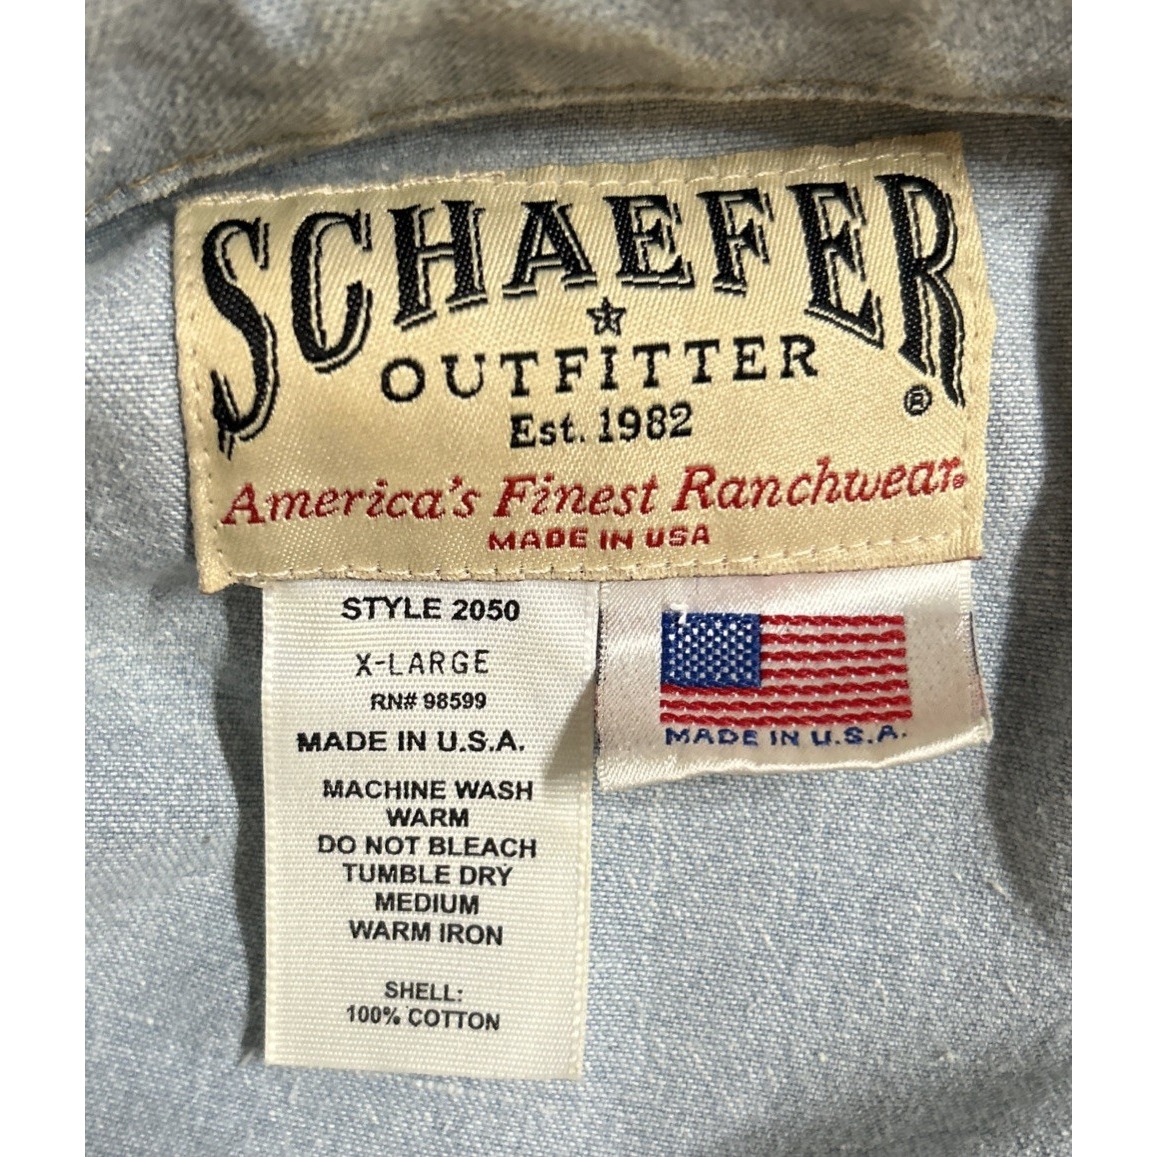 SCHAEFER
OUTFITTER
®
Est. 1982
America's Finest Ranchwear®
MADE IN USA
STYLE 2050
X-LARGE
RN# 98599
MADE IN U.S.A.
MACHINE WASH
WARM
DO NOT BLEACH
TUMBLE DRY
MEDIUM
WARM IRON
SHELL:
100% COTTON
MADE IN U.S.A.